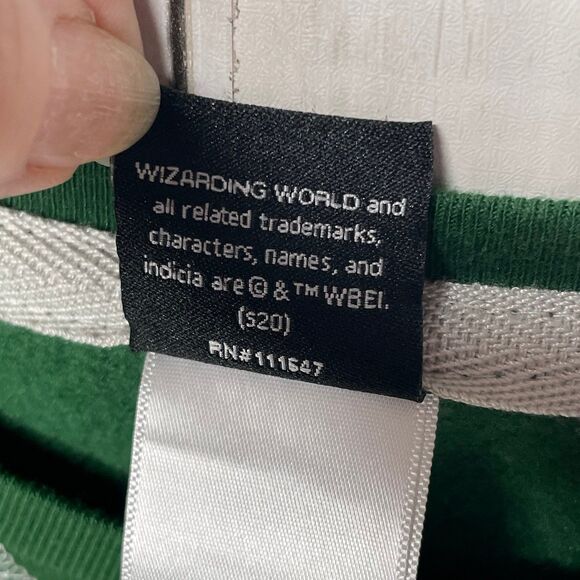 WIZARDING WORLD and
all related trademarks,
characters, names, and
indicia are © & ™ WBEI.
(S20)
RN#111547